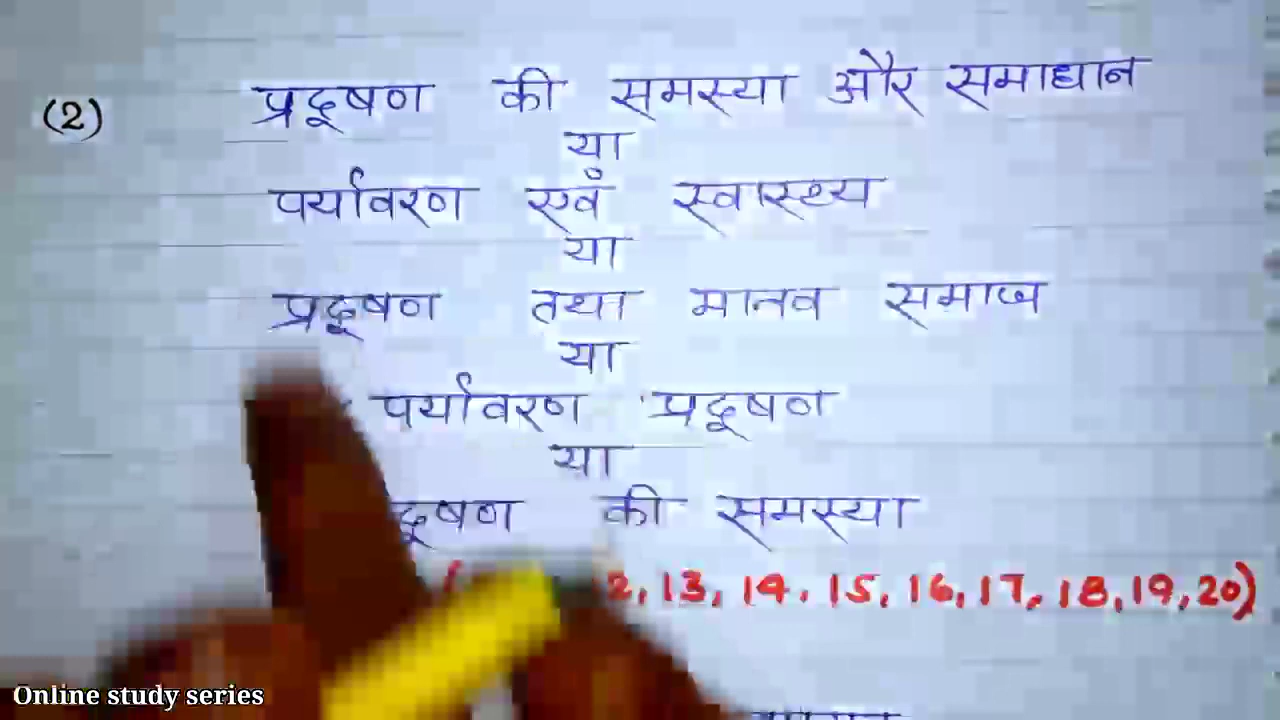 (2) प्रदूषण की समस्या और समाधान
या
पर्यावरण एवं स्वास्थ्य
या
प्रदूषण तथा मानव समाज
या
पर्यावरण प्रदूषण
या
की समस्या
13, 14, 15, 16, 17, 18, 19, 20)
Online study series